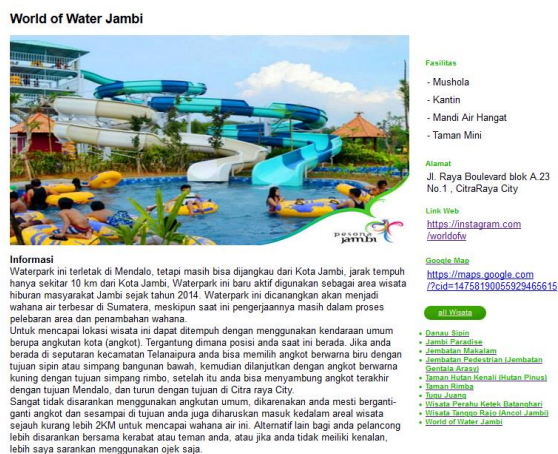 World of Water Jambi
pesona
jambi
Informasi
Waterpark ini terletak di Mendalo, tetapi masih bisa dijangkau dari Kota Jambi, jarak tempuh
hanya sekitar 10 km dari Kota Jambi, Waterpark ini baru aktif digunakan sebagai area wisata
hiburan masyarakat Jambi sejak tahun 2014. Waterpark ini dicanangkan akan menjadi
wahana air terbesar di Sumatera, meskipun saat ini pengerjaannya masih dalam proses
pelebaran area dan penambahan wahana.
Untuk mencapai lokasi wisata ini dapat ditempuh dengan menggunakan kendaraan umum
berupa angkutan kota (angkot). Tergantung dimana posisi anda saat ini berada. Jika anda
berada di seputaran kecamatan Telanaipura anda bisa memilih angkot berwarna biru dengan
tujuan sipin atau simpang bangunan bawah, kemudian dilanjutkan dengan angkot berwarna
kuning dengan tujuan simpang rimbo, setelah itu anda bisa menyambung angkot terakhir
dengan tujuan Mendalo, dan turun dengan tujuan di Citra raya City.
Sangat tidak disarankan menggunakan angkutan umum, dikarenakan anda mesti berganti-
ganti angkot dan sesampai di tujuan anda juga diharuskan masuk kedalam areal wisata
sejauh kurang lebih 2KM untuk mencapai wahana air ini. Alternatif lain bagi anda pelancong
lebih disarankan bersama kerabat atau teman anda, atau jika anda tidak meiliki kenalan,
lebih saya sarankan menggunakan ojek saja.
Fasilitas
- Mushola
- Kantin
- Mandi Air Hangat
- Taman Mini
Alamat
Jl. Raya Boulevard blok A.23
No.1 , CitraRaya City
Link Web
https://instagram.com
/worldofw
Google Map
https://maps.google.com
/?cid=14758190055929465615
all Wisata
Danau Sipin
Jambi Paradise
Jembatan Makalam
Jembatan Pedestrian (Jembatan
Gentala Arasy)
Taman Hutan Kenali (Hutan Pinus)
Taman Rimba
Tugu Juang
Wisata Perahu Ketek Batanghari
Wisata Tanggo Rajo (Ancol Jambi)
World of Water Jambi